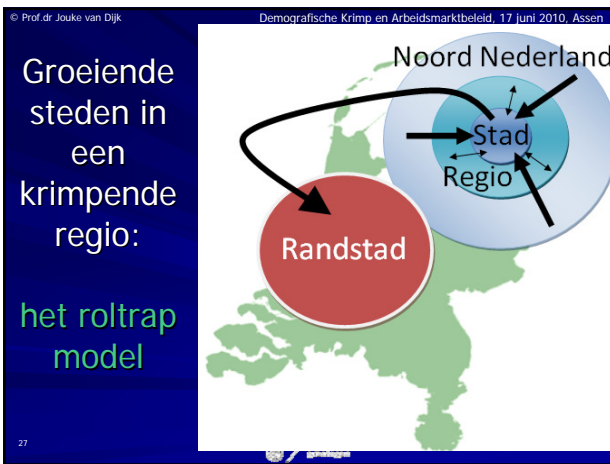 © Prof.dr Jouke van Dijk
Demografische Krimp en Arbeidsmarktbeleid, 17 juni 2010, Assen
Groeiende
steden in
een
krimpende
regio:
het roltrap
model
Noord Nederland
Stad
Regio
Randstad
27